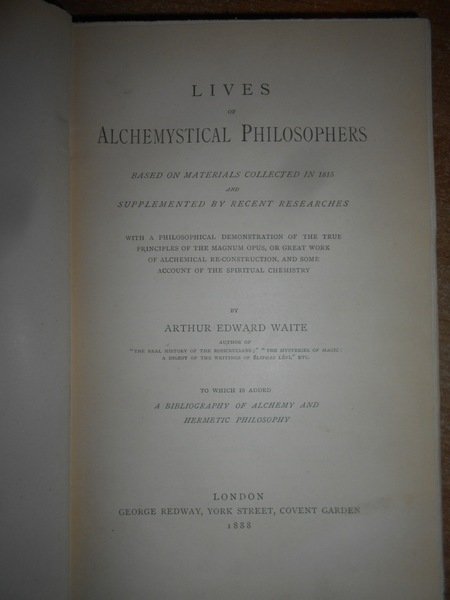 LIVES
OF
ALCHEMYSTICAL PHILOSOPHERS
BASED ON MATERIALS COLLECTED IN 1815
AND
SUPPLEMENTED BY RECENT RESEARCHES
WITH A PHILOSOPHICAL DEMONSTRATION OF THE TRUE
PRINCIPLES OF THE MAGNUM OPUS, OR GREAT WORK
OF ALCHEMICAL RE-CONSTRUCTION, AND SOME
ACCOUNT OF THE SPIRITUAL CHEMISTRY
BY
ARTHUR EDWARD WAITE
AUTHOR OF
"THE REAL HISTORY OF THE ROSICRUCIANS;" "THE MYSTERIES OF MAGIC:
A DIGEST OF THE WRITINGS OF ÉLIPHAS LÉVI," ETC.
TO WHICH IS ADDED
A BIBLIOGRAPHY OF ALCHEMY AND
HERMETIC PHILOSOPHY
LONDON
GEORGE REDWAY, YORK STREET, COVENT GARDEN
1888